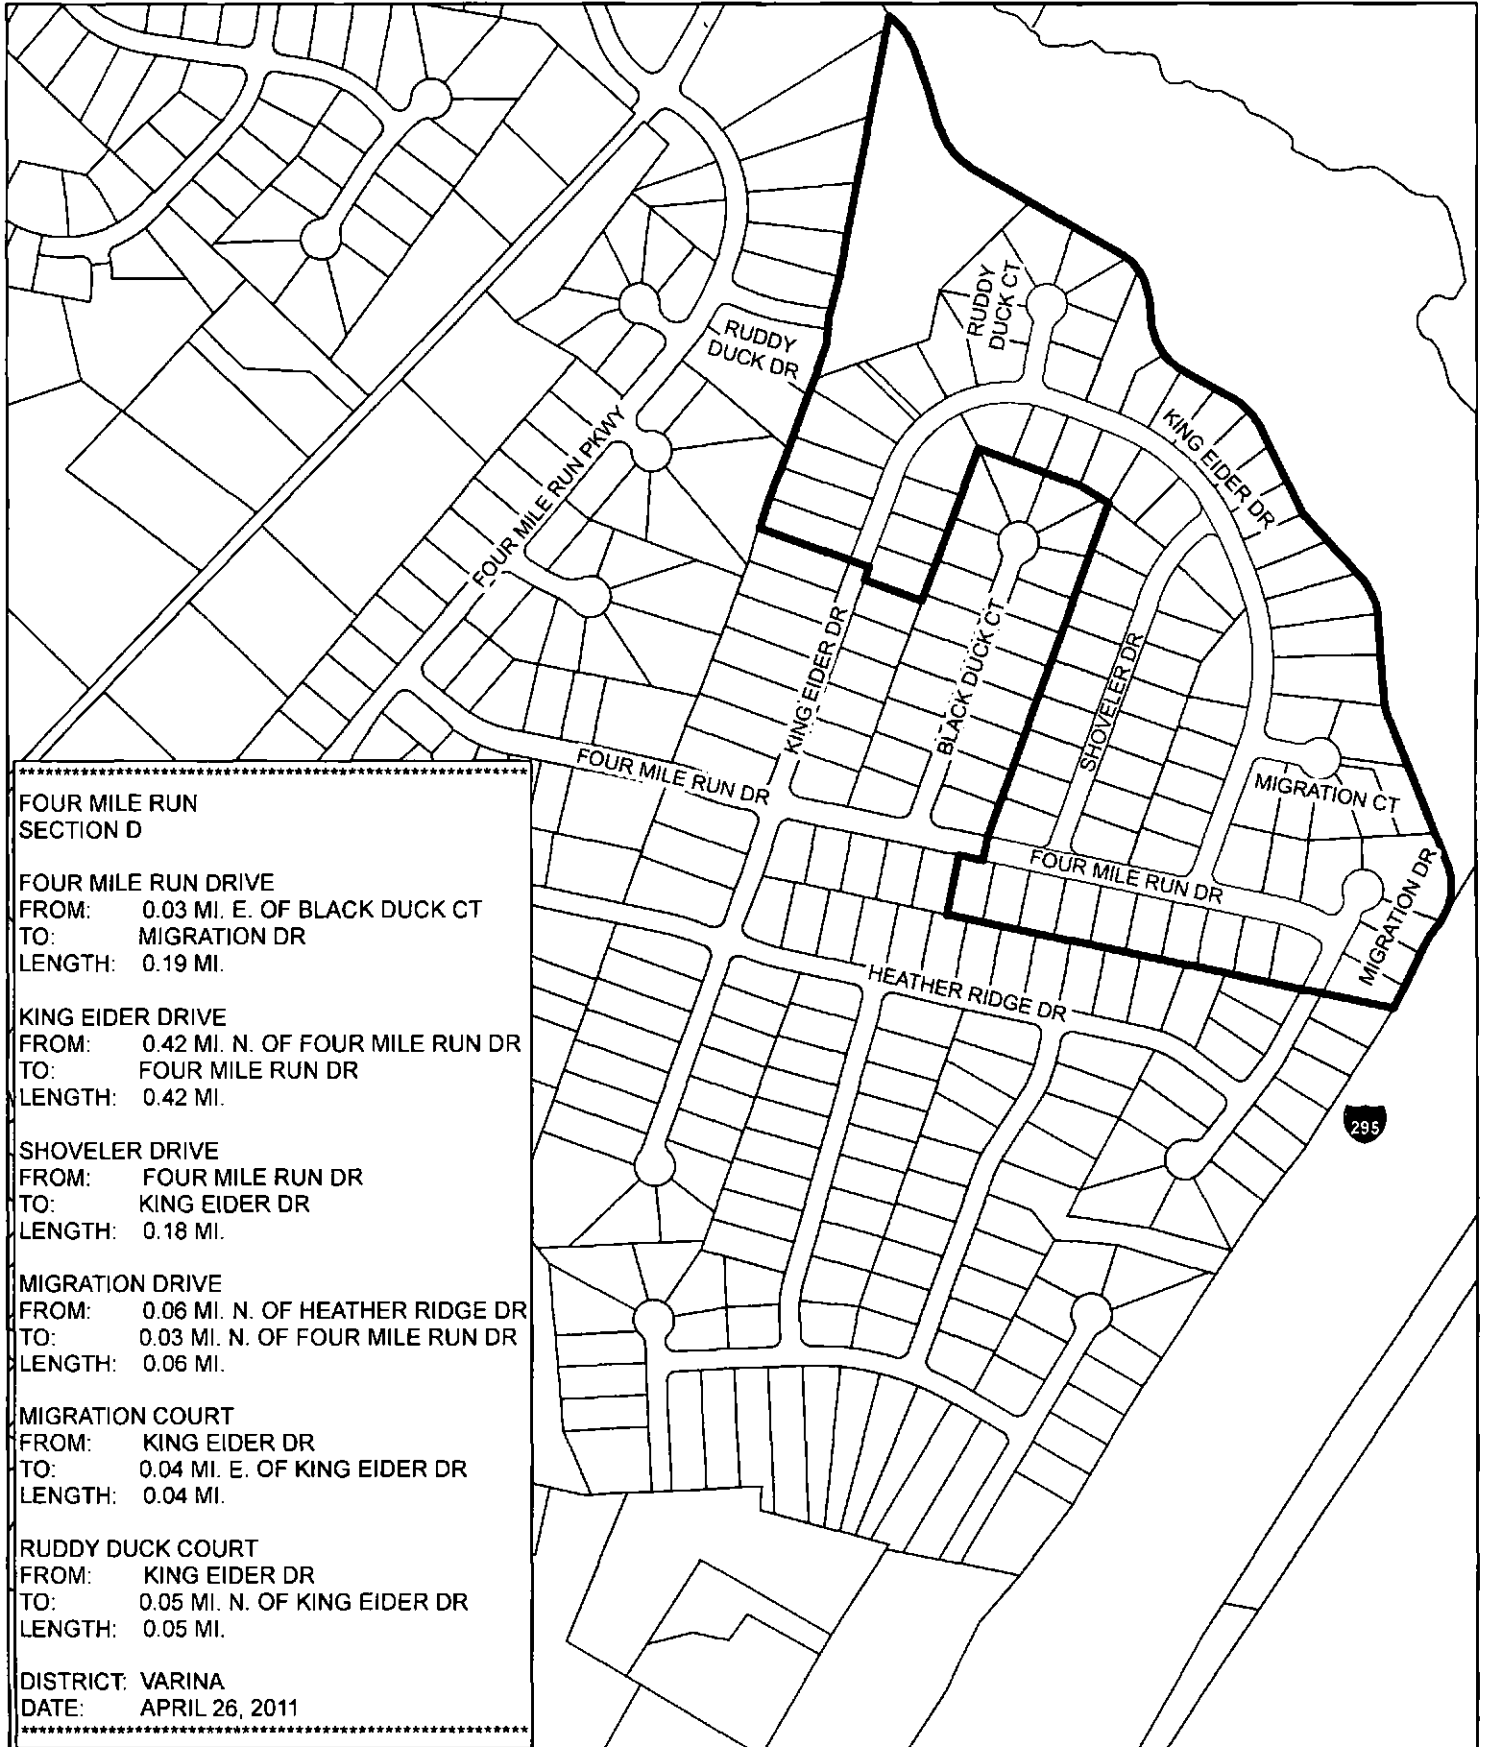 RUDDY
DUCK CT
RUDDY
DUCK DR
KING EIDER DR
FOUR MILE RUN PKWY
KING EIDER DR
BLACK DUCK CT
SHOVELER DR
FOUR MILE RUN DR
MIGRATION CT
FOUR MILE RUN DR
MIGRATION DR
HEATHER RIDGE DR
295
****************************************************************
FOUR MILE RUN
SECTION D
FOUR MILE RUN DRIVE
FROM: 0.03 MI. E. OF BLACK DUCK CT
TO: MIGRATION DR
LENGTH: 0.19 MI.
KING EIDER DRIVE
FROM: 0.42 MI. N. OF FOUR MILE RUN DR
TO: FOUR MILE RUN DR
LENGTH: 0.42 MI.
SHOVELER DRIVE
FROM: FOUR MILE RUN DR
TO: KING EIDER DR
LENGTH: 0.18 MI.
MIGRATION DRIVE
FROM: 0.06 MI. N. OF HEATHER RIDGE DR
TO: 0.03 MI. N. OF FOUR MILE RUN DR
LENGTH: 0.06 MI.
MIGRATION COURT
FROM: KING EIDER DR
TO: 0.04 MI. E. OF KING EIDER DR
LENGTH: 0.04 MI.
RUDDY DUCK COURT
FROM: KING EIDER DR
TO: 0.05 MI. N. OF KING EIDER DR
LENGTH: 0.05 MI.
DISTRICT: VARINA
DATE: APRIL 26, 2011
****************************************************************